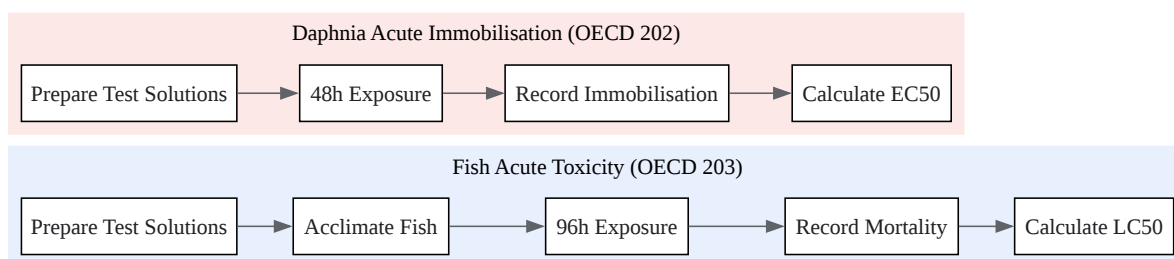 Daphnia Acute Immobilisation (OECD 202)
Prepare Test Solutions
48h Exposure
Record Immobilisation
Calculate EC50
Fish Acute Toxicity (OECD 203)
Prepare Test Solutions
Acclimate Fish
96h Exposure
Record Mortality
Calculate LC50